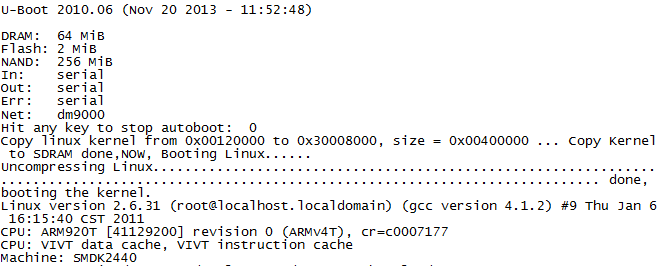 U-Boot 2010.06 (Nov 20 2013 - 11:52:48)
DRAM:  64 MiB
Flash: 2 MiB
NAND:  256 MiB
In:    serial
Out:   serial
Err:   serial
Net:   dm9000
Hit any key to stop autoboot:  0
Copy linux kernel from 0x00120000 to 0x30008000, size = 0x00400000 ... Copy Kernel
 to SDRAM done,NOW, Booting Linux......
Uncompressing Linux...............................................................
........................................................................... done,
booting the kernel.
Linux version 2.6.31 (root@localhost.localdomain) (gcc version 4.1.2) #9 Thu Jan 6
 16:15:40 CST 2011
CPU: ARM920T [41129200] revision 0 (ARMv4T), cr=c0007177
CPU: VIVT data cache, VIVT instruction cache
Machine: SMDK2440